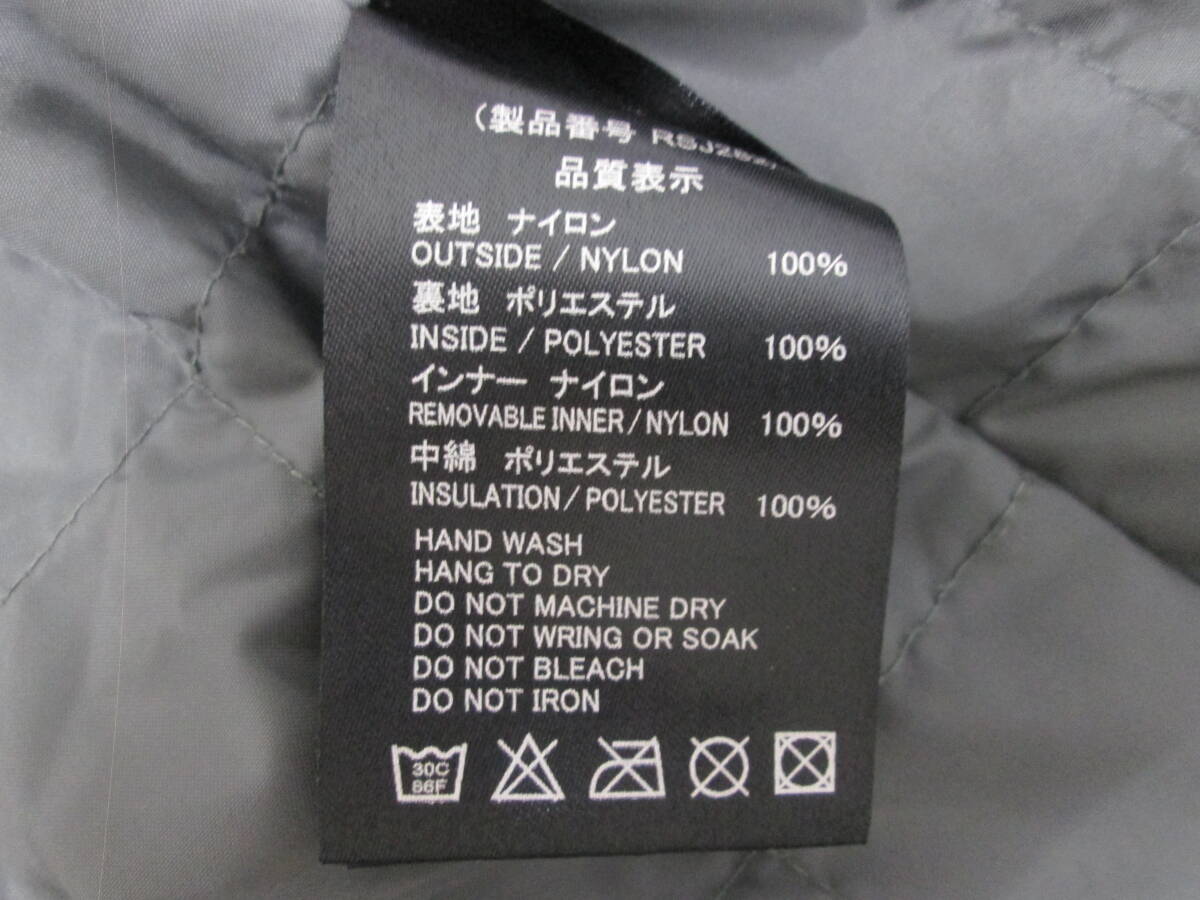 (製品番号
品質表示
表地 ナイロン
OUTSIDE / NYLON 100%
裏地 ポリエステル
INSIDE / POLYESTER 100%
インナー ナイロン
REMOVABLE INNER/NYLON 100%
中綿 ポリエステル
INSULATION/POLYESTER 100%
HAND WASH
HANG TO DRY
DO NOT MACHINE DRY
DO NOT WRING OR SOAK
DO NOT BLEACH
DO NOT IRON
30C
86F